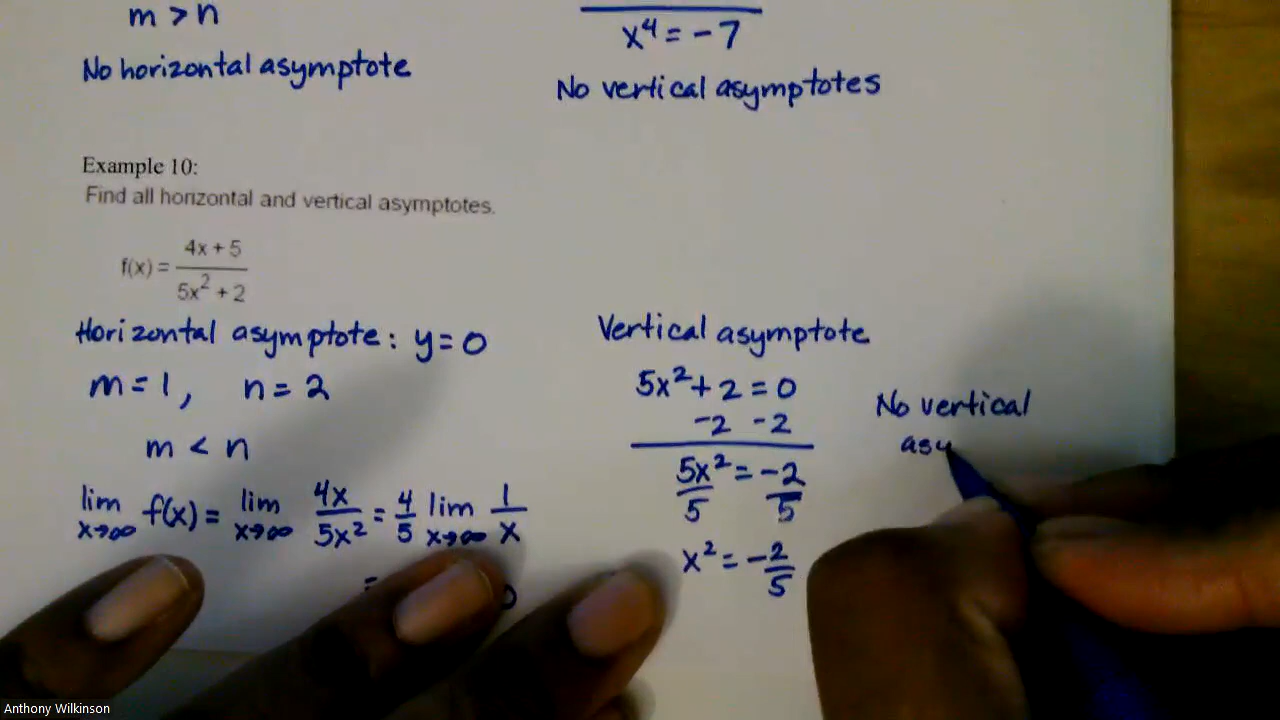 m > n
No horizontal asymptote
x⁴ = -7
No vertical asymptotes
Example 10:
Find all horizontal and vertical asymptotes.
f(x) = 4x + 5
5x² + 2
Horizontal asymptote: y=0
m = 1, n = 2
m < n
lim x→∞ f(x) = lim x→∞ 4x/5x² = 4/5 lim x→∞ 1/x
=
0
Vertical asymptote
5x² + 2 = 0
-2 -2
5x²/5 = -2/5
x² = -2/5
No vertical
asy
Anthony Wilkinson